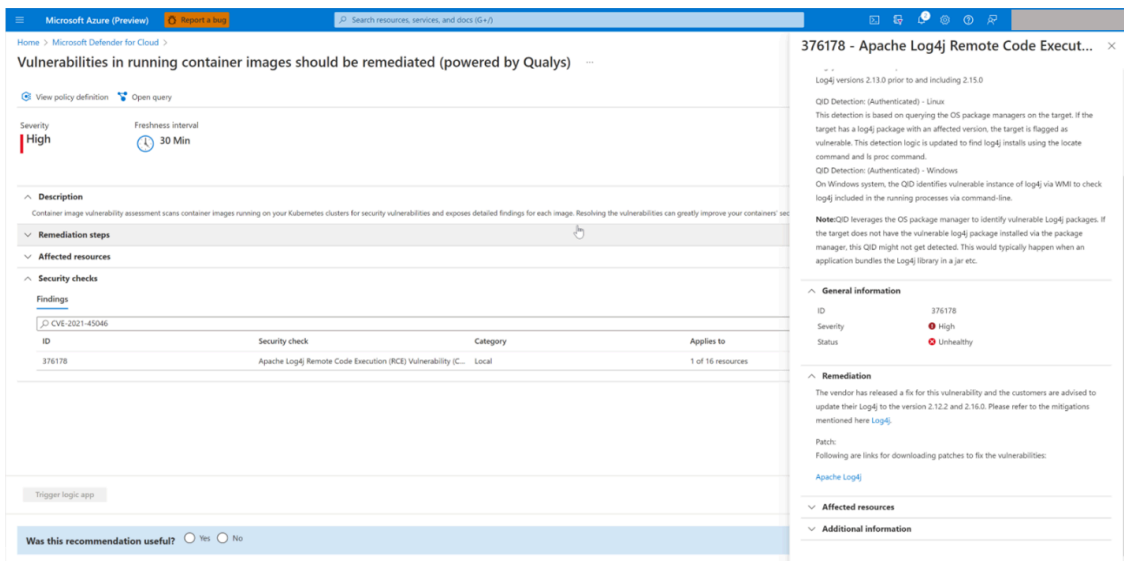 Microsoft Azure (Preview)
Report a bug
Search resources, services, and docs (G+/)
2
Home > Microsoft Defender for Cloud >
Vulnerabilities in running container images should be remediated (powered by Qualys)
...
View policy definition
Open query
Severity
High
Freshness interval
30 Min
Description
Container image vulnerability assessment scans container images running on your Kubernetes clusters for security vulnerabilities and exposes detailed findings for each image. Resolving the vulnerabilities can greatly improve your containers' sec
Remediation steps
Affected resources
Security checks
Findings
CVE-2021-45046
ID Security check Category Applies to
376178 Apache Log4j Remote Code Execution (RCE) Vulnerability (C... Local 1 of 16 resources
Trigger logic app
Was this recommendation useful? Yes No
376178 - Apache Log4j Remote Code Execut...
Log4j versions 2.13.0 prior to and including 2.15.0
QID Detection: (Authenticated) - Linux
This detection is based on querying the OS package managers on the target. If the
target has a log4j package with an affected version, the target is flagged as
vulnerable. This detection logic is updated to find log4j installs using the locate
command and ls proc command.
QID Detection: (Authenticated) - Windows
On Windows system, the QID identifies vulnerable instance of log4j via WMI to check
log4j included in the running processes via command-line.
Note:QID leverages the OS package manager to identify vulnerable Log4j packages. If
the target does not have the vulnerable log4j package installed via the package
manager, this QID might not get detected. This would typically happen when an
application bundles the Log4j library in a jar etc.
General information
ID 376178
Severity High
Status Unhealthy
Remediation
The vendor has released a fix for this vulnerability and the customers are advised to
update their Log4j to the version 2.12.2 and 2.16.0. Please refer to the mitigations
mentioned here Log4j.
Patch:
Following are links for downloading patches to fix the vulnerabilities:
Apache Log4j
Affected resources
Additional information